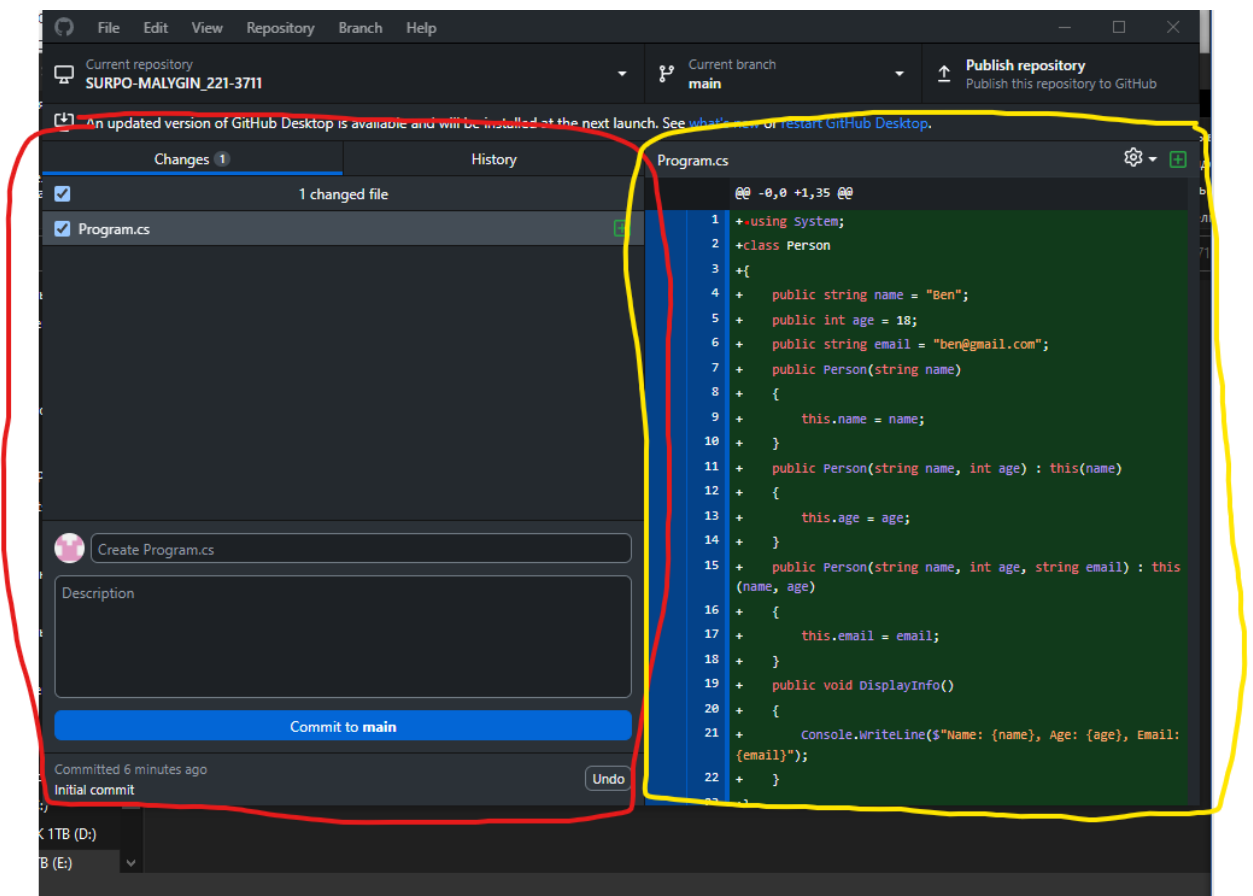 File Edit View Repository Branch Help
Current repository
SURPO-MALYGIN_221-3711
Current branch
main
Publish repository
Publish this repository to GitHub
An updated version of GitHub Desktop is available and will be installed at the next launch. See what's new or restart GitHub Desktop.
Changes 1
History
1 changed file
Program.cs
Create Program.cs
Description
Commit to main
Committed 6 minutes ago
Initial commit
Undo
Program.cs
@@ -0,0 +1,35 @@
1 + using System;
2 +class Person
3 +{
4 +    public string name = "Ben";
5 +    public int age = 18;
6 +    public string email = "ben@gmail.com";
7 +    public Person(string name)
8 +    {
9 +        this.name = name;
10 +    }
11 +    public Person(string name, int age) : this(name)
12 +    {
13 +        this.age = age;
14 +    }
15 +    public Person(string name, int age, string email) : this
(name, age)
16 +    {
17 +        this.email = email;
18 +    }
19 +    public void DisplayInfo()
20 +    {
21 +        Console.WriteLine($"Name: {name}, Age: {age}, Email:
{email}");
22 +    }
23 +}
1TB (D:)
(E:)